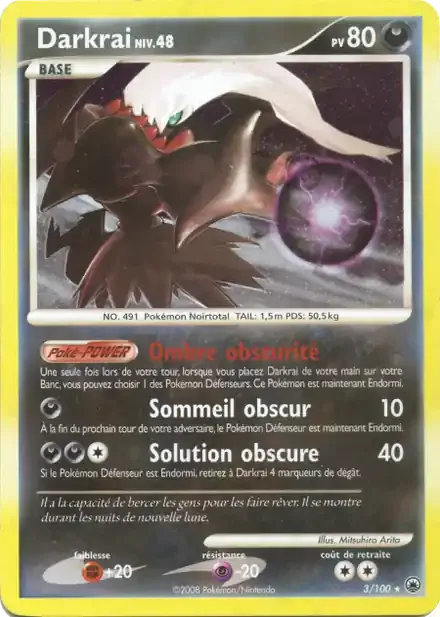 Darkrai NIV.48 PV 80
BASE
NO. 491 Pokémon Noirtotal TAIL: 1,5m PDS: 50,5kg
Poké-POWER Ombre obscurité
Une seule fois lors de votre tour, lorsque vous placez Darkrai de votre main sur votre
Banc, vous pouvez choisir 1 des Pokémon Défenseurs. Ce Pokémon est maintenant Endormi.
Sommeil obscur 10
À la fin du prochain tour de votre adversaire, le Pokémon Défenseur est maintenant Endormi.
Solution obscure 40
Si le Pokémon Défenseur est Endormi, retirez à Darkrai 4 marqueurs de dégât.
Il a la capacité de bercer les gens pour les faire rêver. Il se montre
durant les nuits de nouvelle lune.
Illus. Mitsuhiro Arita
faiblesse résistance coût de retraite
+20 -20
©2008 Pokémon/Nintendo 3/100 ★